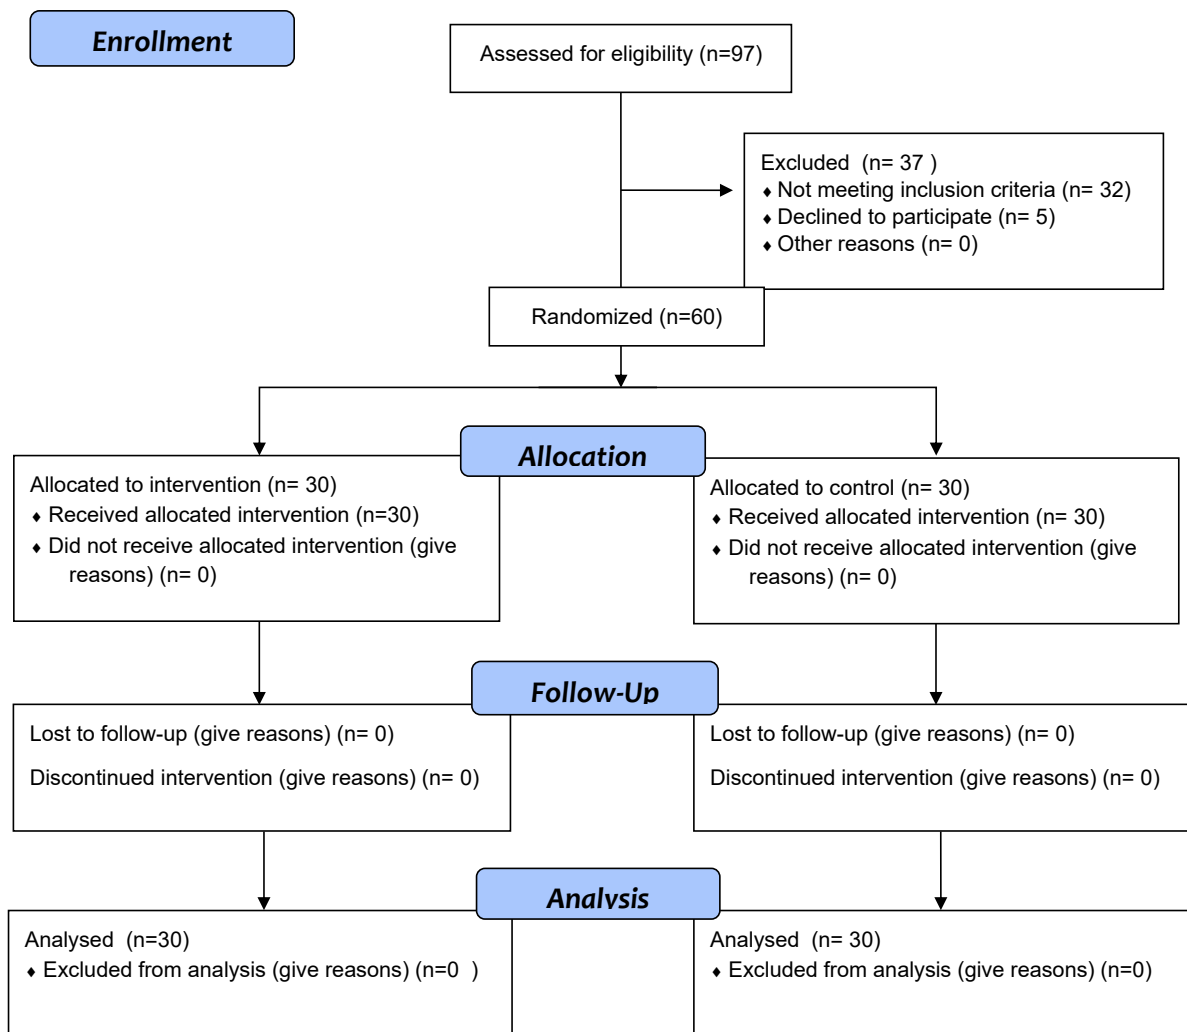 Enrollment
Assessed for eligibility (n=97)
Excluded (n= 37 )
♦ Not meeting inclusion criteria (n= 32)
♦ Declined to participate (n= 5)
♦ Other reasons (n= 0)
Randomized (n=60)
Allocation
Allocated to intervention (n= 30)
♦ Received allocated intervention (n=30)
♦ Did not receive allocated intervention (give
reasons) (n= 0)
Allocated to control (n= 30)
♦ Received allocated intervention (n= 30)
♦ Did not receive allocated intervention (give
reasons) (n= 0)
Follow-Up
Lost to follow-up (give reasons) (n= 0)
Discontinued intervention (give reasons) (n= 0)
Lost to follow-up (give reasons) (n= 0)
Discontinued intervention (give reasons) (n= 0)
Analysis
Analysed (n=30)
♦ Excluded from analysis (give reasons) (n=0 )
Analysed (n= 30)
♦ Excluded from analysis (give reasons) (n=0)